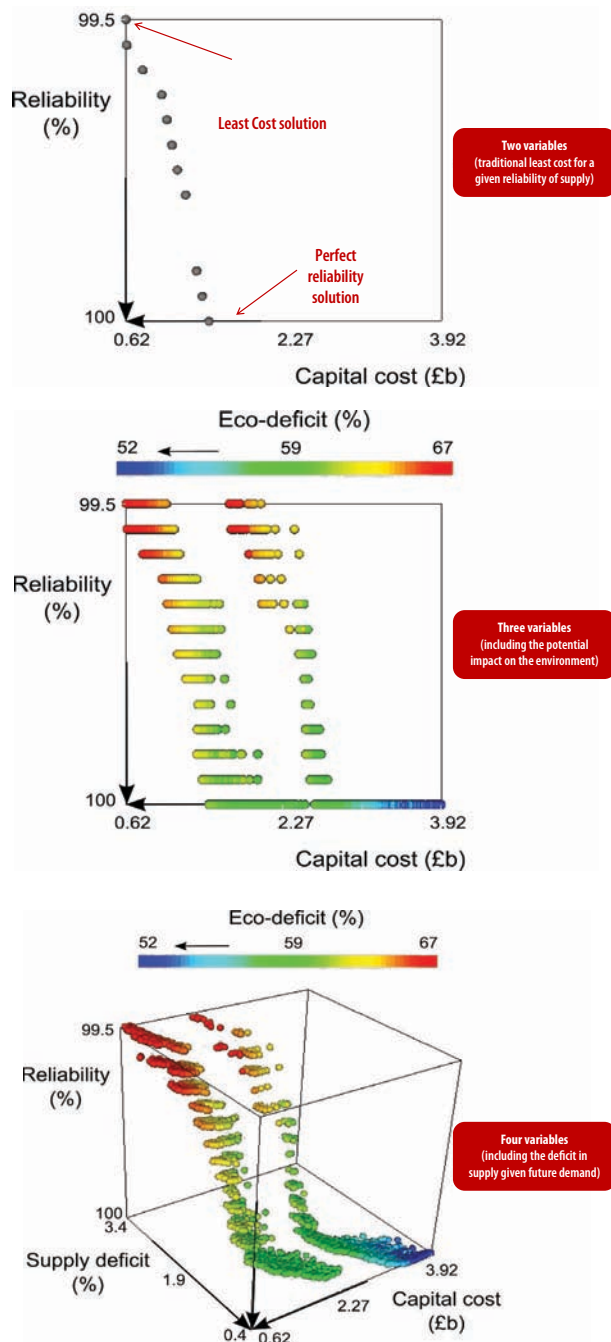 99.5
Reliability
(%)
Least Cost solution
Two variables
(traditional least cost for a
given reliability of supply)
Perfect
reliability
solution
100
0.62
2.27
3.92
Capital cost (£b)
Eco-deficit (%)
52
59
67
99.5
Reliability
(%)
Three variables
(including the potential
impact on the environment)
100
0.62
2.27
3.92
Capital cost (£b)
Eco-deficit (%)
52
59
67
99.5
Reliability
(%)
Four variables
(including the deficit in
supply given future demand)
100
3.4
Supply deficit
(%)
1.9
0.4
0.62
2.27
3.92
Capital cost
(£b)